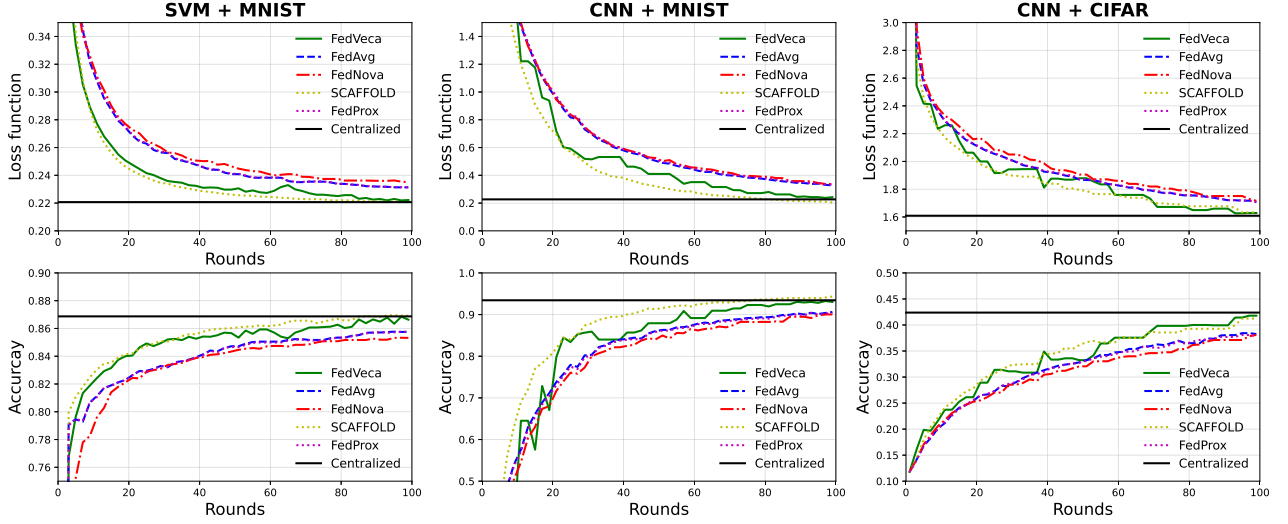 SVM + MNIST
Loss function
0.34
0.32
0.30
0.28
0.26
0.24
0.22
0.20
FedVeca
FedAvg
FedNova
SCAFFOLD
FedProx
Centralized
0 20 40 60 80 100
Rounds
CNN + MNIST
Loss function
1.4
1.2
1.0
0.8
0.6
0.4
0.2
0.0
FedVeca
FedAvg
FedNova
SCAFFOLD
FedProx
Centralized
0 20 40 60 80 100
Rounds
CNN + CIFAR
Loss function
3.0
2.8
2.6
2.4
2.2
2.0
1.8
1.6
FedVeca
FedAvg
FedNova
SCAFFOLD
FedProx
Centralized
0 20 40 60 80 100
Rounds
Accurcay
0.90
0.88
0.86
0.84
0.82
0.80
0.78
0.76
FedVeca
FedAvg
FedNova
SCAFFOLD
FedProx
Centralized
0 20 40 60 80 100
Rounds
Accurcay
1.0
0.9
0.8
0.7
0.6
0.5
FedVeca
FedAvg
FedNova
SCAFFOLD
FedProx
Centralized
0 20 40 60 80 100
Rounds
Accurcay
0.50
0.45
0.40
0.35
0.30
0.25
0.20
0.15
0.10
FedVeca
FedAvg
FedNova
SCAFFOLD
FedProx
Centralized
0 20 40 60 80 100
Rounds